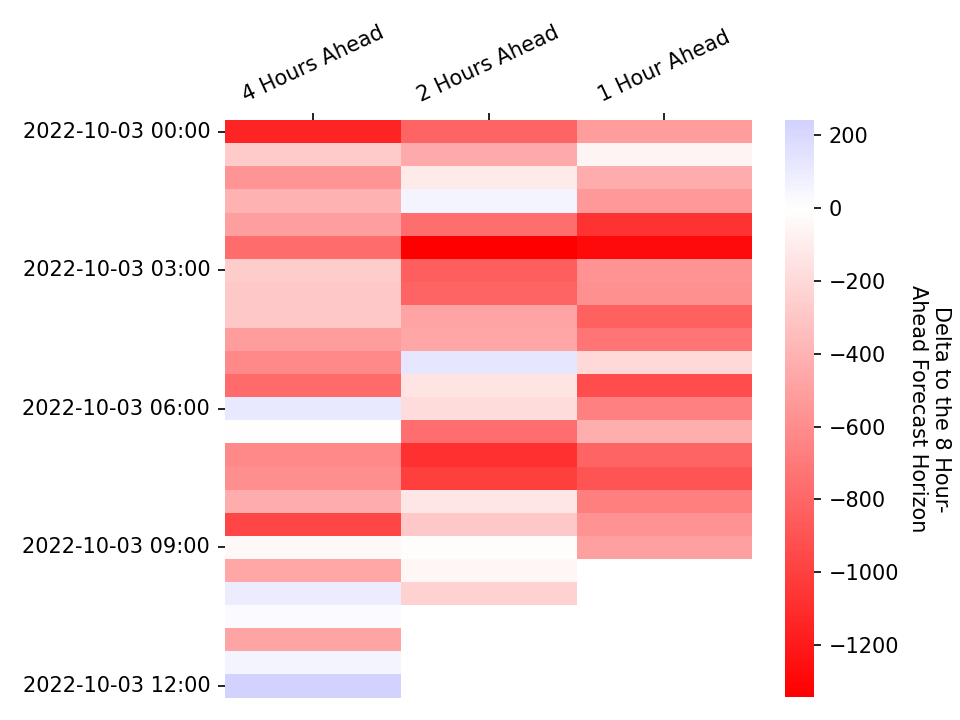 4 Hours Ahead
2 Hours Ahead
1 Hour Ahead
2022-10-03 00:00
2022-10-03 03:00
2022-10-03 06:00
2022-10-03 09:00
2022-10-03 12:00
200
0
−200
−400
−600
−800
−1000
−1200
Delta to the 8 Hour-
Ahead Forecast Horizon